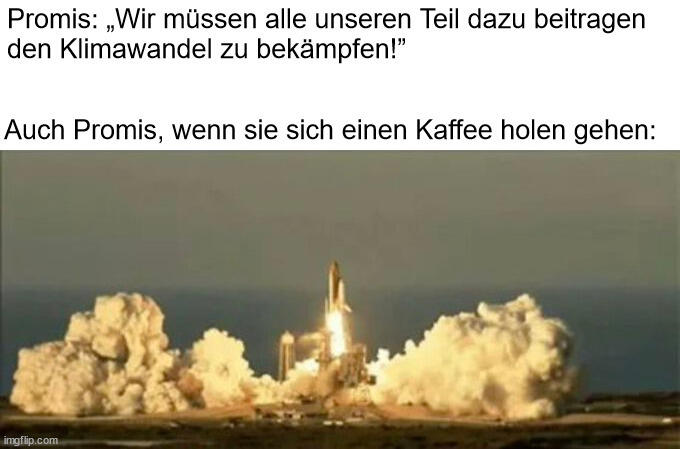 Promis: „Wir müssen alle unseren Teil dazu beitragen
den Klimawandel zu bekämpfen!”
Auch Promis, wenn sie sich einen Kaffee holen gehen:
imgflip.com